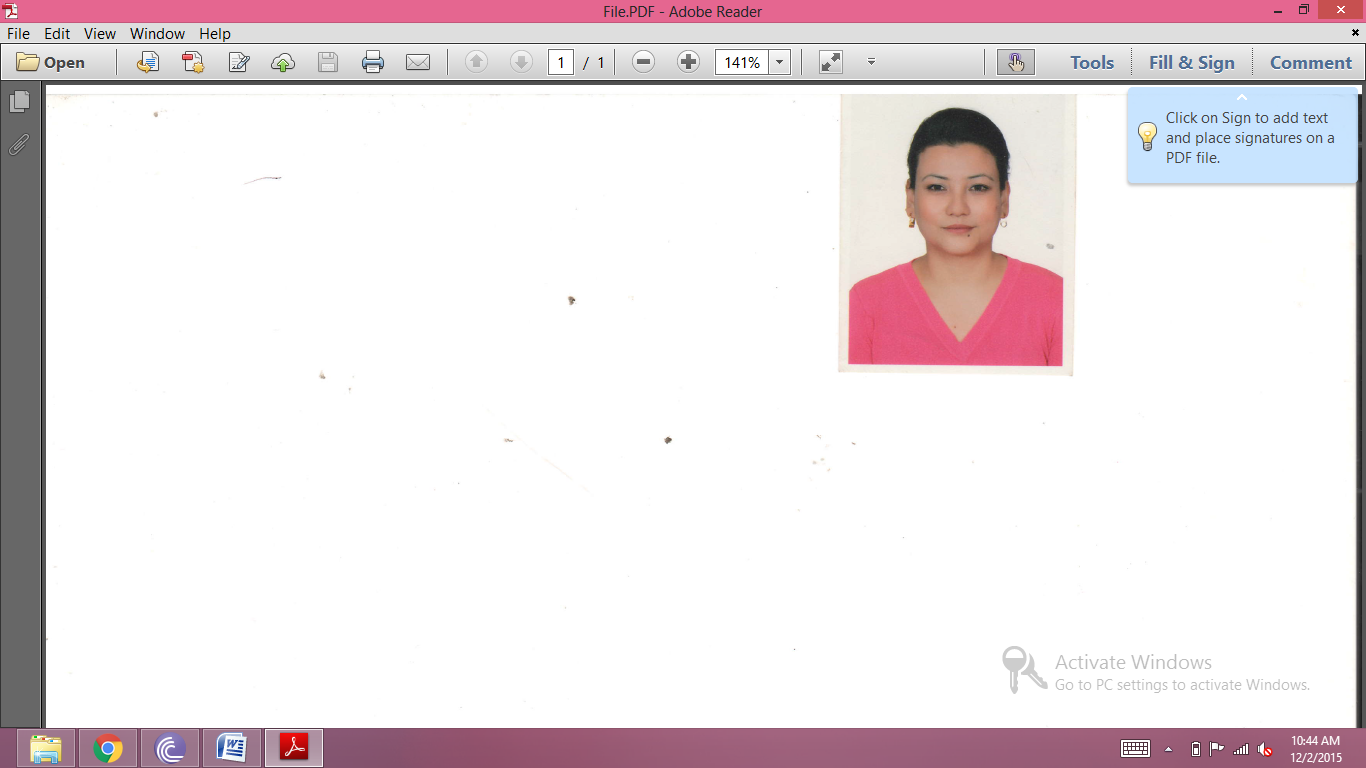 File.PDF - Adobe Reader
File Edit View Window Help
Open 1 / 1 141% Tools Fill & Sign Comment
Click on Sign to add text
and place signatures on a
PDF file.
Activate Windows
Go to PC settings to activate Windows.
10:44 AM
12/2/2015